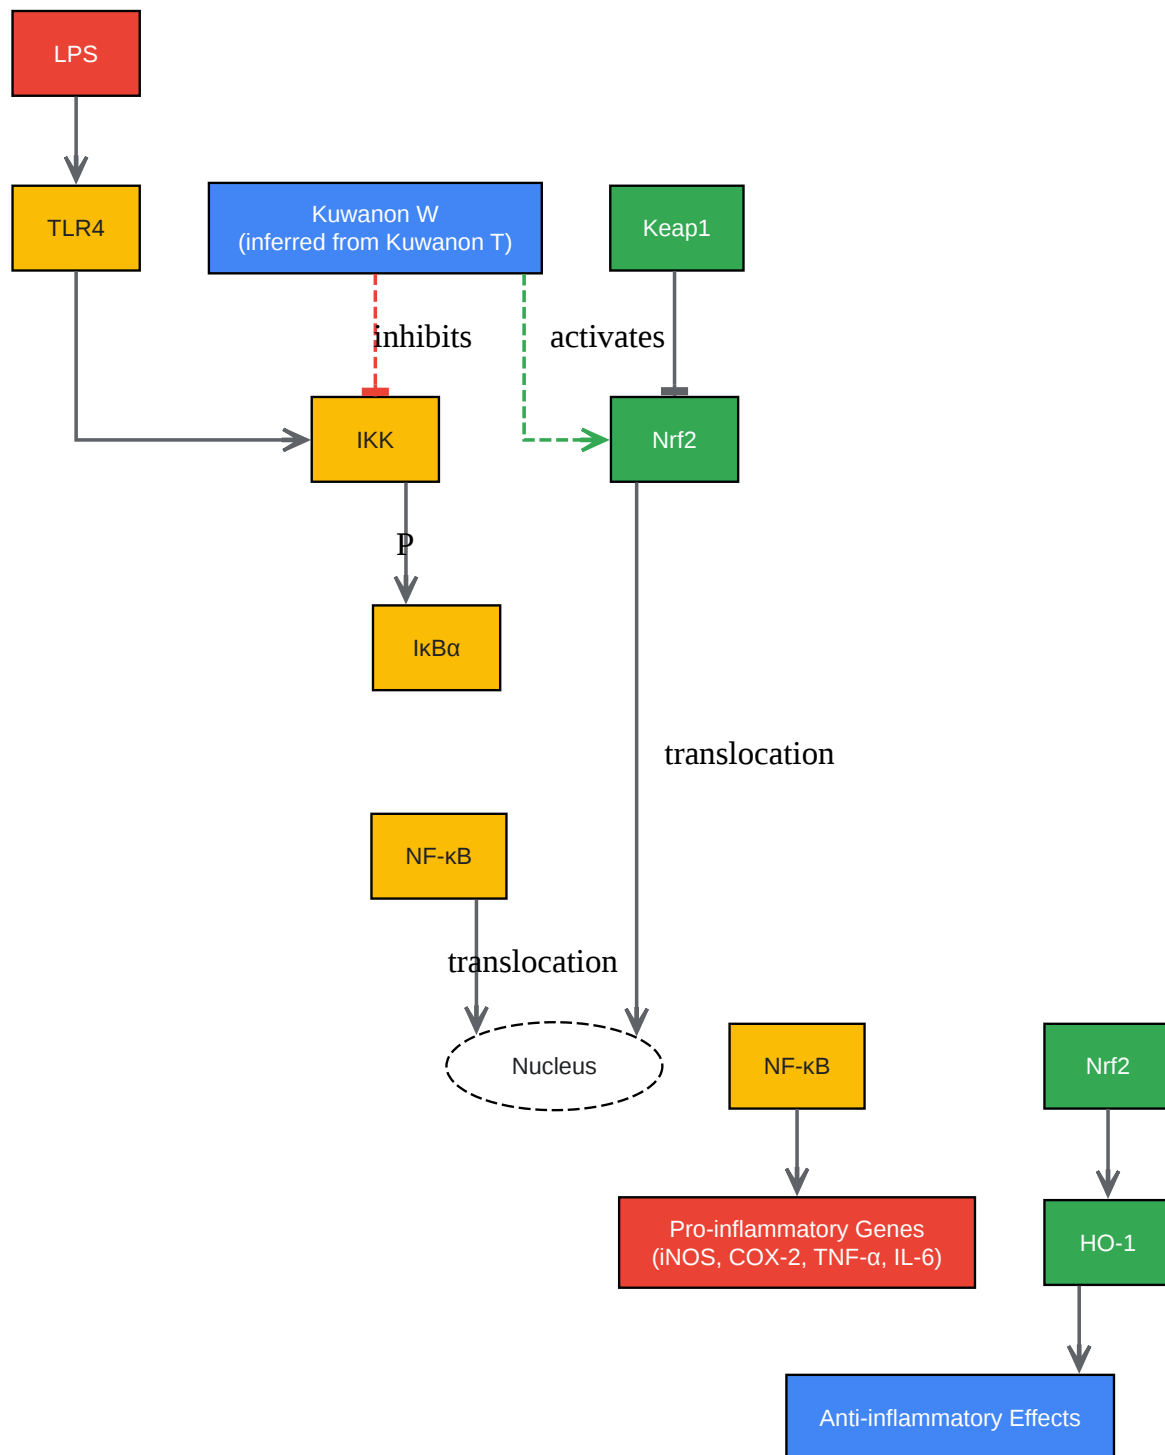 LPS
TLR4
Kuwanon W
(inferred from Kuwanon T)
Keap1
inhibits
activates
IKK
Nrf2
P
IκBα
translocation
NF-κB
translocation
Nucleus
NF-κB
Nrf2
Pro-inflammatory Genes
(iNOS, COX-2, TNF-α, IL-6)
HO-1
Anti-inflammatory Effects